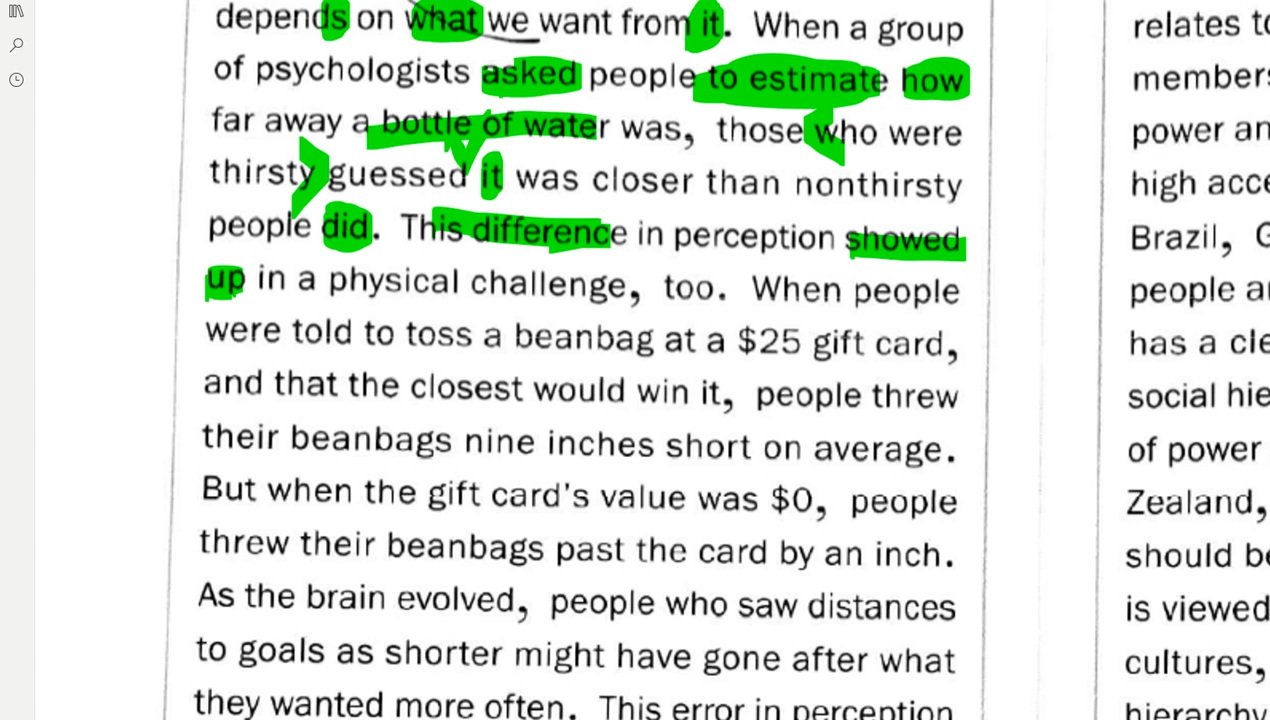 depends on what we want from it. When a group
of psychologists asked people to estimate how
far away a bottle of water was, those who were
thirsty guessed it was closer than nonthirsty
people did. This difference in perception showed
up in a physical challenge, too. When people
were told to toss a beanbag at a $25 gift card,
and that the closest would win it, people threw
their beanbags nine inches short on average.
But when the gift card's value was $0, people
threw their beanbags past the card by an inch.
As the brain evolved, people who saw distances
to goals as shorter might have gone after what
they wanted more often. This error in perception
relates to
members
power an
high acce
Brazil, G
people a
has a cle
social hie
of power
Zealand,
should be
is viewed
cultures,
hierarchy